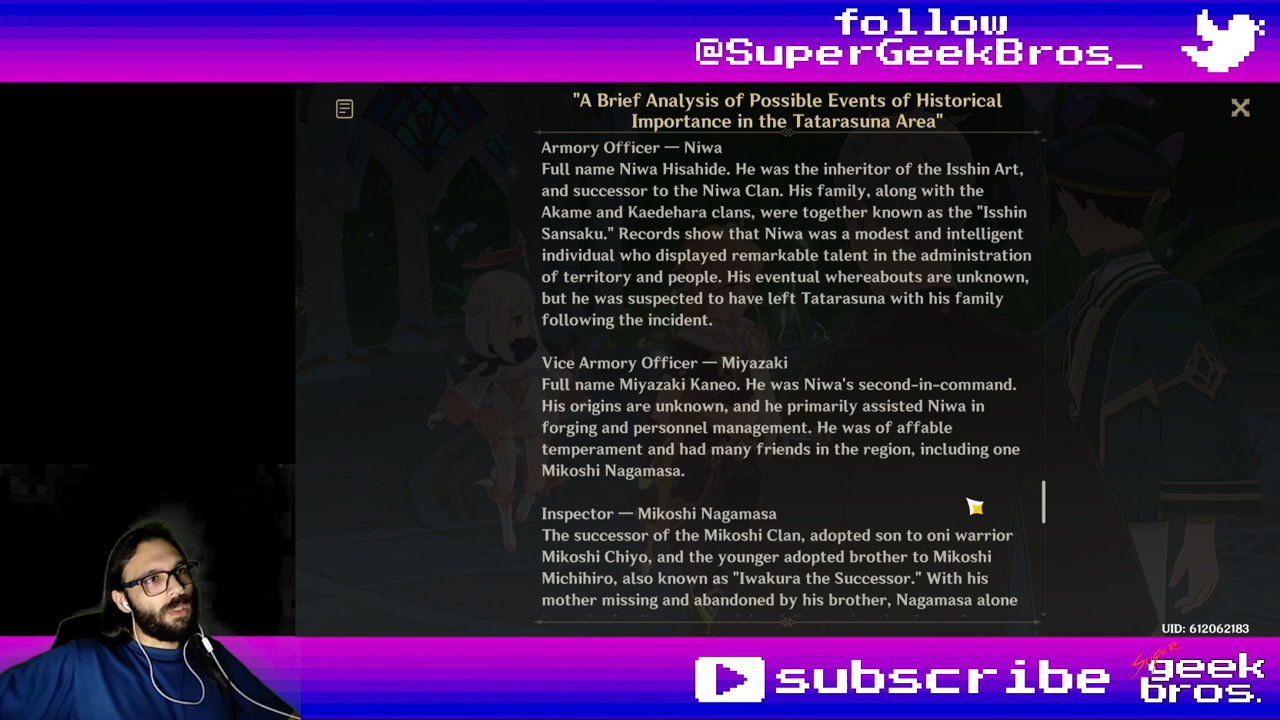 follow
@SuperGeekBros_
"A Brief Analysis of Possible Events of Historical
Importance in the Tatarasuna Area"
Armory Officer — Niwa
Full name Niwa Hisahide. He was the inheritor of the Isshin Art,
and successor to the Niwa Clan. His family, along with the
Akame and Kaedehara clans, were together known as the "Isshin
Sansaku." Records show that Niwa was a modest and intelligent
individual who displayed remarkable talent in the administration
of territory and people. His eventual whereabouts are unknown,
but he was suspected to have left Tatarasuna with his family
following the incident.
Vice Armory Officer — Miyazaki
Full name Miyazaki Kaneo. He was Niwa's second-in-command.
His origins are unknown, and he primarily assisted Niwa in
forging and personnel management. He was of affable
temperament and had many friends in the region, including one
Mikoshi Nagamasa.
Inspector — Mikoshi Nagamasa
The successor of the Mikoshi Clan, adopted son to oni warrior
Mikoshi Chiyo, and the younger adopted brother to Mikoshi
Michihiro, also known as "Iwakura the Successor." With his
mother missing and abandoned by his brother, Nagamasa alone
UID: 612062183
subscribe
super
geek
bros.